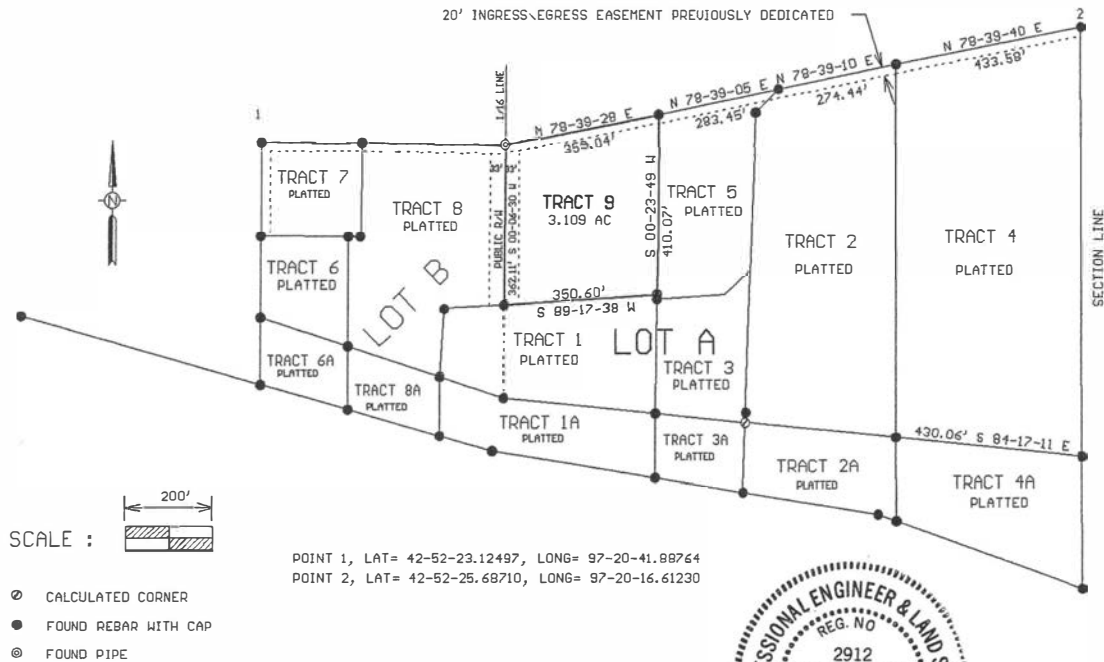 20' INGRESS\EGRESS EASEMENT PREVIOUSLY DEDICATED
1
2
1/16 LINE
N 78-39-28 E
355.04'
N 78-39-05 E
283.45'
N 78-39-10 E
274.44'
N 78-39-40 E
433.58'
N
TRACT 7
PLATTED
TRACT 8
PLATTED
33' 33'
PUBLIC R/W
362.11' S 00-06-30 W
TRACT 9
3.109 AC
S 00-23-49 W
410.07'
TRACT 5
PLATTED
TRACT 2
PLATTED
TRACT 4
PLATTED
SECTION LINE
TRACT 6
PLATTED
LOT B
350.60'
S 89-17-38 W
TRACT 1
PLATTED
LOT A
TRACT 3
PLATTED
TRACT 6A
PLATTED
TRACT 8A
PLATTED
TRACT 1A
PLATTED
TRACT 3A
PLATTED
TRACT 2A
PLATTED
430.06' S 84-17-11 E
TRACT 4A
PLATTED
200'
SCALE :
POINT 1, LAT= 42-52-23.12497, LONG= 97-20-41.88764
POINT 2, LAT= 42-52-25.68710, LONG= 97-20-16.61230
CALCULATED CORNER
FOUND REBAR WITH CAP
FOUND PIPE
ENGINEER & LAND
REG. NO
2912